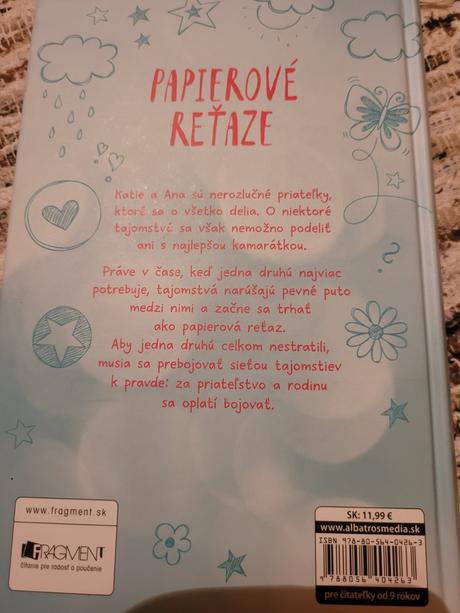 PAPIEROVÉ
REŤAZE
Katie a Ana sú nerozlučné priateľky,
ktoré sa o všetko delia. O niektoré
tajomstvá sa však nemožno podeliť
ani s najlepšou kamarátkou.
Práve v čase, keď jedna druhú najviac
potrebuje, tajomstvá narúšajú pevné puto
medzi nimi a začne sa trhať
ako papierová reťaz.
Aby jedna druhú celkom nestratili,
musia sa prebojovať sieťou tajomstiev
k pravde: za priateľstvo a rodinu
sa oplatí bojovať.
?
www.fragment.sk
FRAGMENT
čítanie pre radosť a poučenie
SK: 11,99 €
www.albatrosmedia.sk
ISBN 978-80-564-0426-3
9 788056 404263
pre čitateľky od 9 rokov